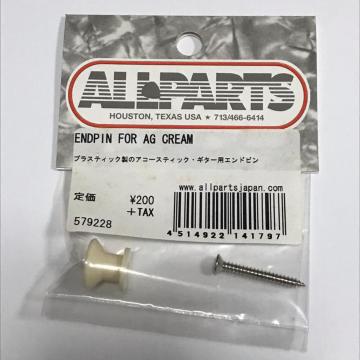 ALLPARTS
HOUSTON, TEXAS USA ★ 713/466-6414
ENDPIN FOR AG CREAM
プラスティック製のアコースティック・ギター用エンドピン
定価 ¥200
+TAX
579228
www.allpartsjapan.com
4 514922 141797